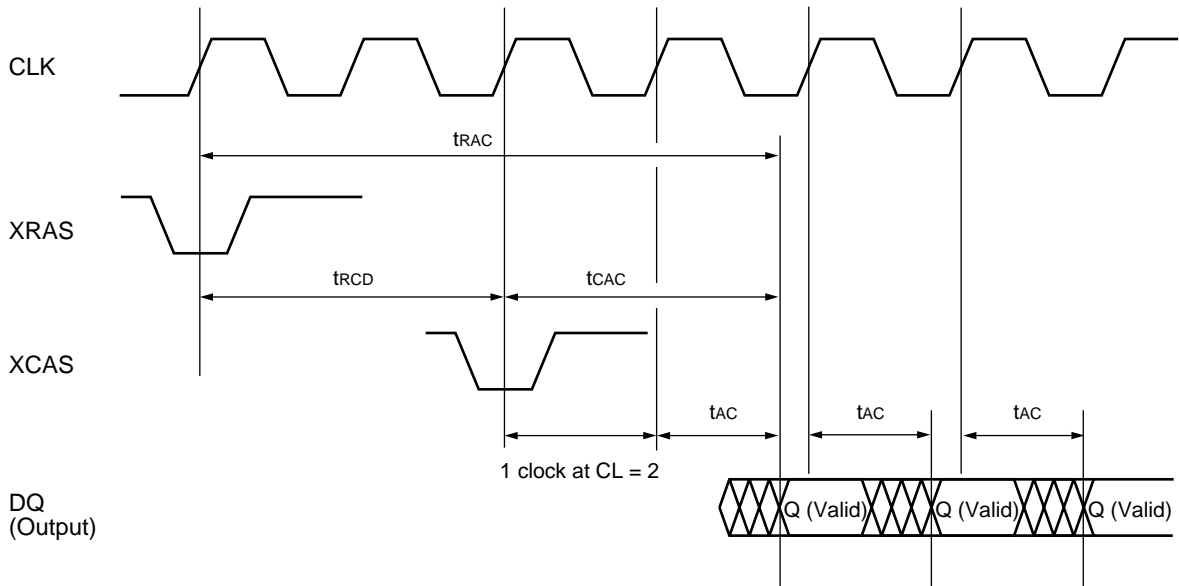 CLK
tRAC
XRAS
tRCD
tCAC
XCAS
tAC
tAC
tAC
1 clock at CL = 2
DQ
(Output)
Q (Valid)
Q (Valid)
Q (Valid)